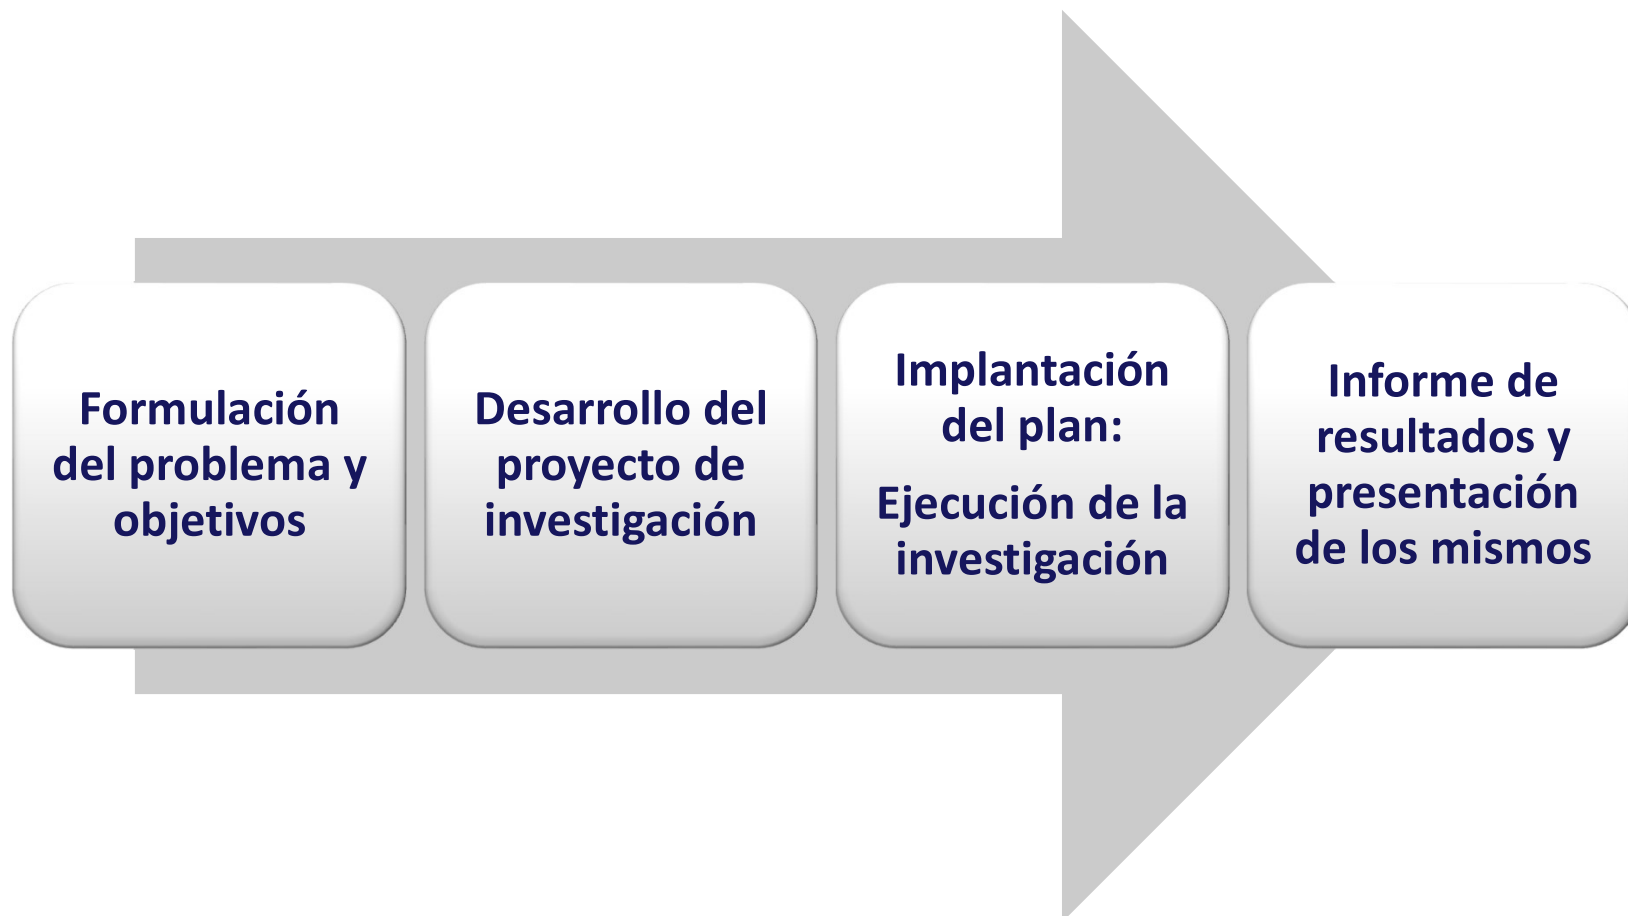 Formulación
del problema y
objetivos
Desarrollo del
proyecto de
investigación
Implantación
del plan:
Ejecución de la
investigación
Informe de
resultados y
presentación
de los mismos